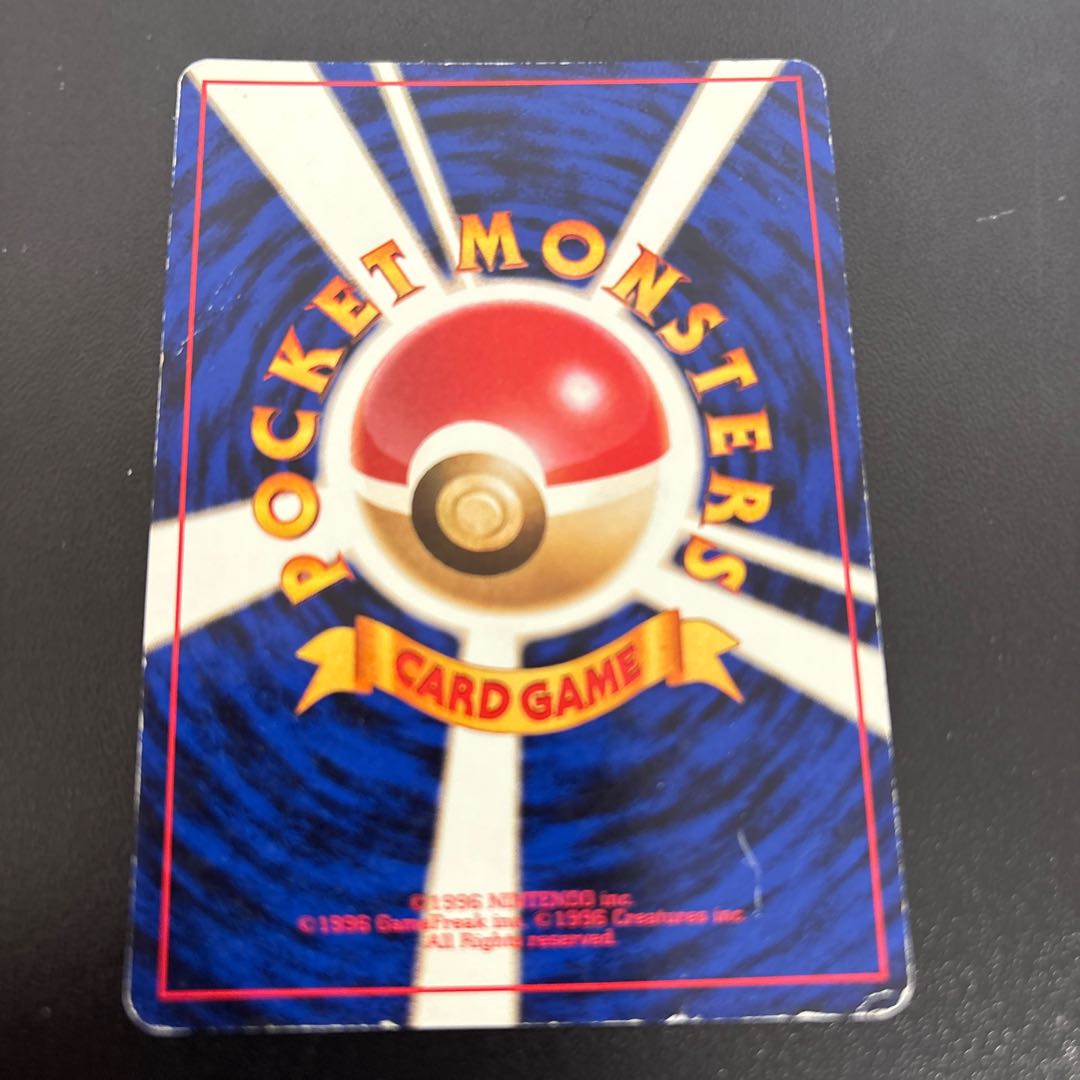 POCKET MONSTERS
CARD GAME
©1996 NINTENDO inc.
©1996 GameFreak inc. ©1996 Creatures inc.
All Rights reserved.